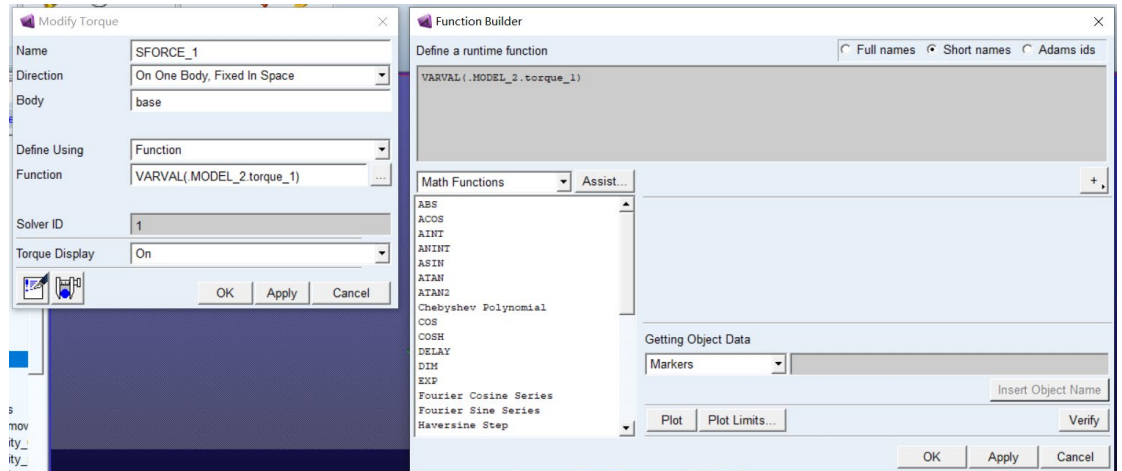 Modify Torque
Name SFORCE_1
Direction On One Body, Fixed In Space
Body base
Define Using Function
Function VARVAL(.MODEL_2.torque_1) ...
Solver ID 1
Torque Display On
OK Apply Cancel
mov
ity_
ity_
Function Builder
Define a runtime function Full names Short names Adams ids
VARVAL(.MODEL_2.torque_1)
Math Functions Assist... +
ABS
ACOS
AINT
ANINT
ASIN
ATAN
ATAN2
Chebyshev Polynomial
COS
COSH
DELAY
DIM
EXP
Fourier Cosine Series
Fourier Sine Series
Haversine Step
Getting Object Data
Markers
Insert Object Name
Plot Plot Limits... Verify
OK Apply Cancel